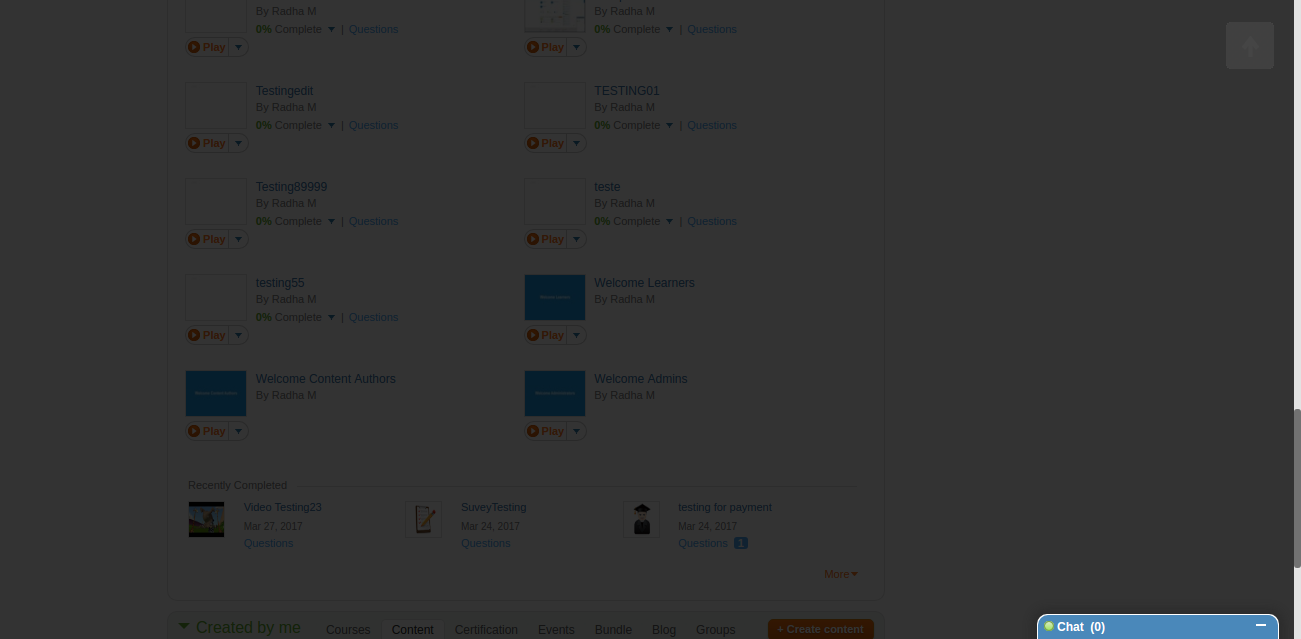 By Radha M
0% Complete | Questions
Play
By Radha M
0% Complete | Questions
Play
Testingedit
By Radha M
0% Complete | Questions
Play
TESTING01
By Radha M
0% Complete | Questions
Play
Testing89999
By Radha M
0% Complete | Questions
Play
teste
By Radha M
0% Complete | Questions
Play
testing55
By Radha M
0% Complete | Questions
Play
Welcome Learners
By Radha M
Play
Welcome Content Authors
By Radha M
Play
Welcome Admins
By Radha M
Play
Recently Completed
Video Testing23
Mar 27, 2017
Questions
SuveyTesting
Mar 24, 2017
Questions
testing for payment
Mar 24, 2017
Questions 1
More
Created by me Courses Content Certification Events Bundle Blog Groups + Create content
Chat (0)